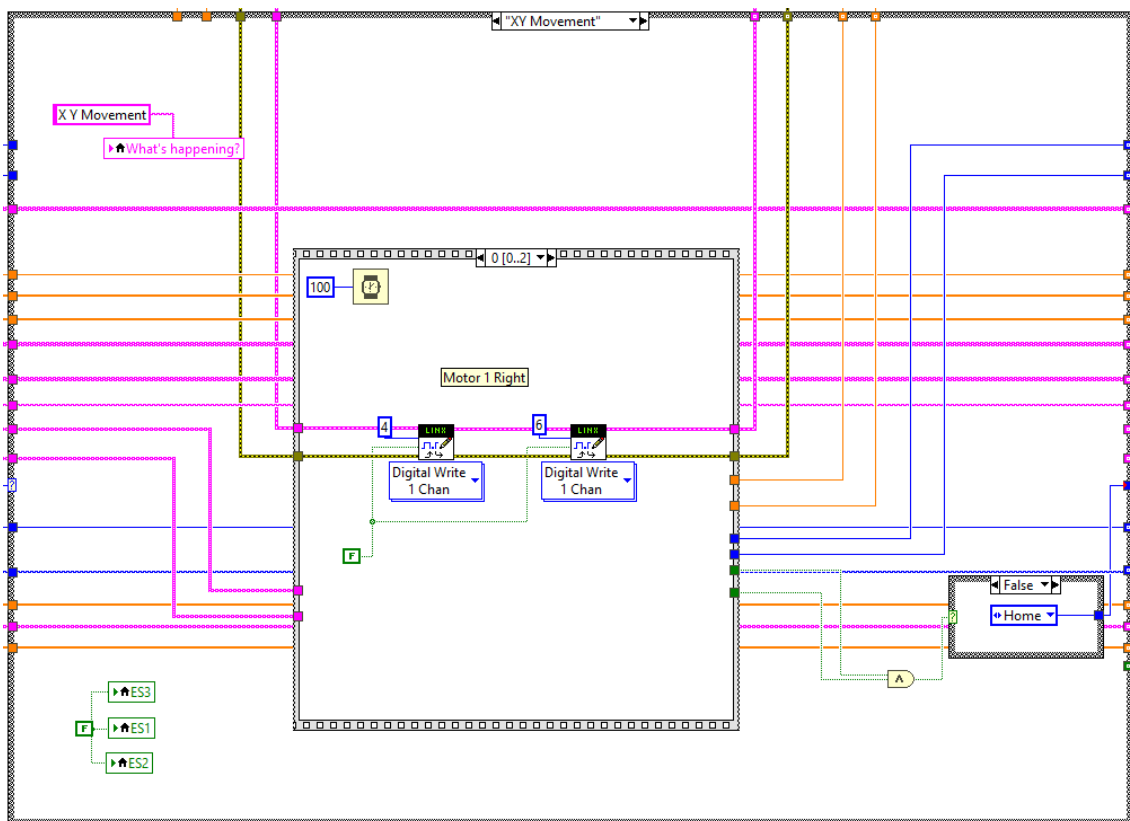 "XY Movement"
X Y Movement
What's happening?
0 [0..2]
100
Motor 1 Right
4
LINX
6
LINX
Digital Write
1 Chan
Digital Write
1 Chan
F
?
False
Home
?
ES3
F
ES1
ES2